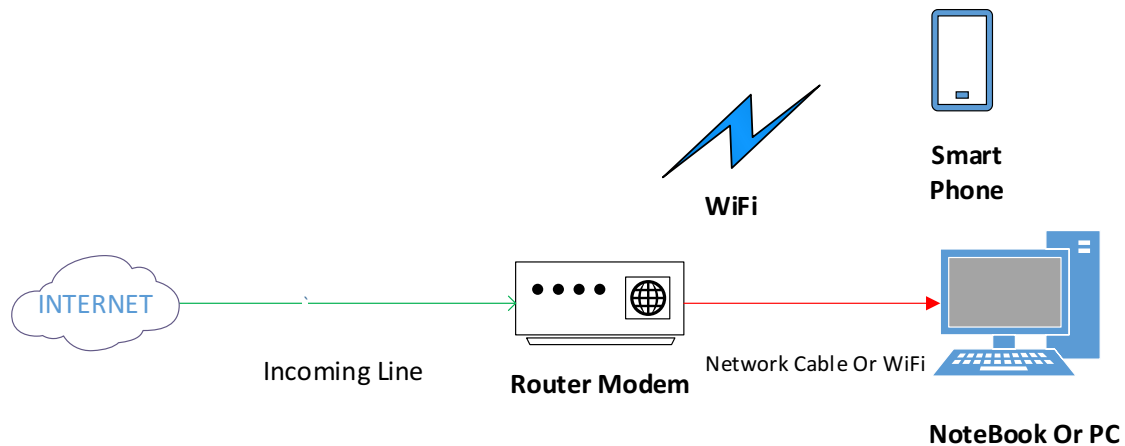 Smart
Phone
WiFi
INTERNET
Incoming Line
Router Modem
Network Cable Or WiFi
NoteBook Or PC